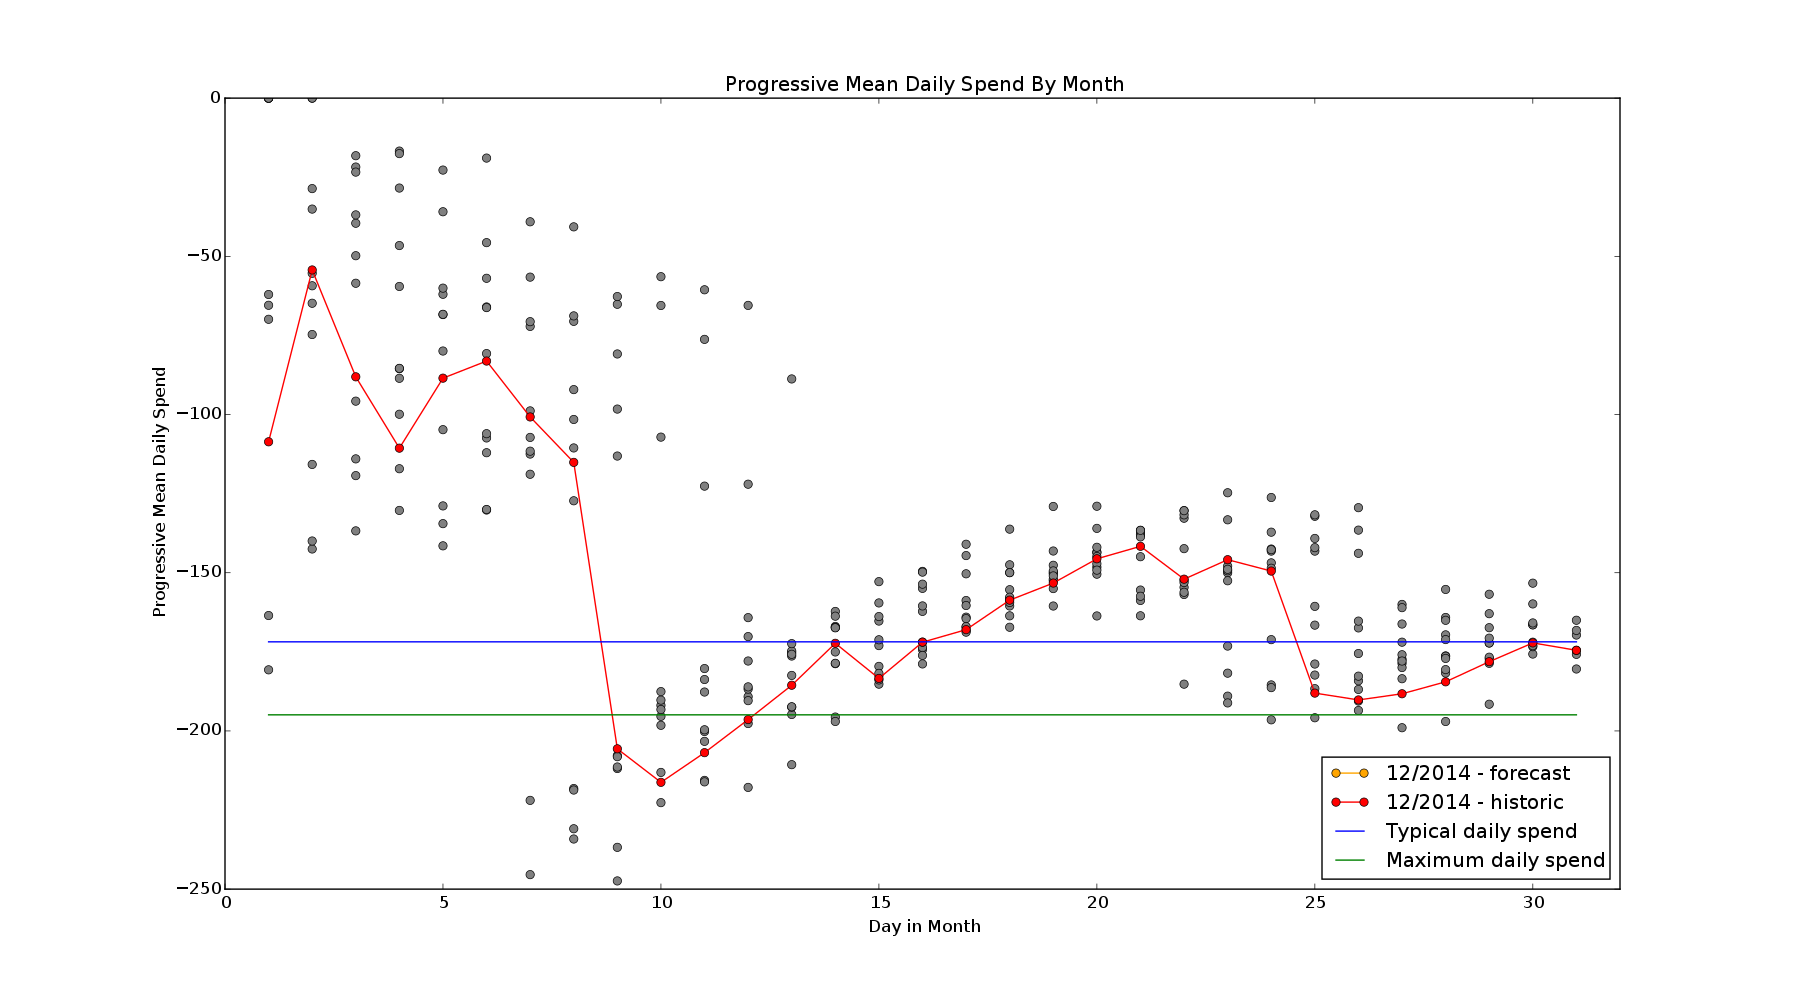 Progressive Mean Daily Spend By Month
Progressive Mean Daily Spend
0
−50
−100
−150
−200
−250
0 5 10 15 20 25 30
Day in Month
12/2014 - forecast
12/2014 - historic
Typical daily spend
Maximum daily spend